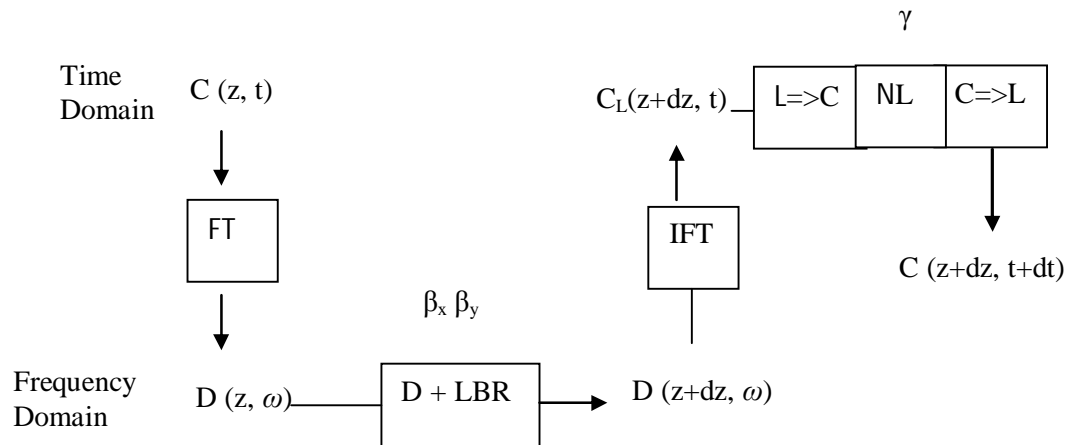 γ
Time
Domain
C (z, t)
C_L(z+dz, t)
L=>C
NL
C=>L
FT
IFT
C (z+dz, t+dt)
β_x β_y
Frequency
Domain
D (z, ω)
D + LBR
D (z+dz, ω)